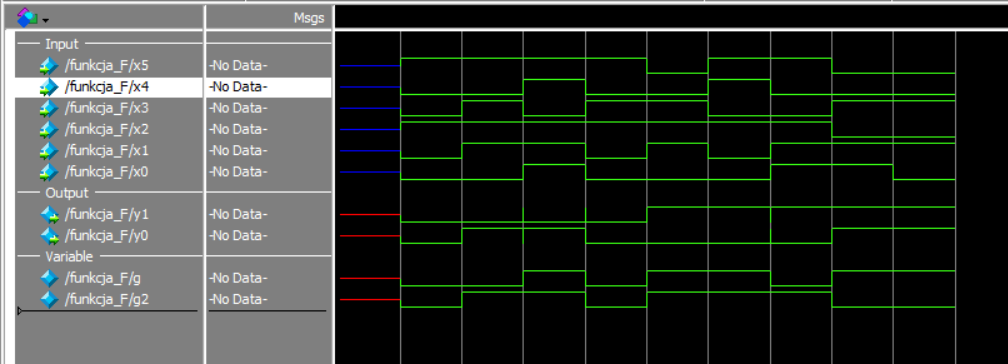 Msgs
Input
/funkcja_F/x5 -No Data-
/funkcja_F/x4 -No Data-
/funkcja_F/x3 -No Data-
/funkcja_F/x2 -No Data-
/funkcja_F/x1 -No Data-
/funkcja_F/x0 -No Data-
Output
/funkcja_F/y1 -No Data-
/funkcja_F/y0 -No Data-
Variable
/funkcja_F/g -No Data-
/funkcja_F/g2 -No Data-